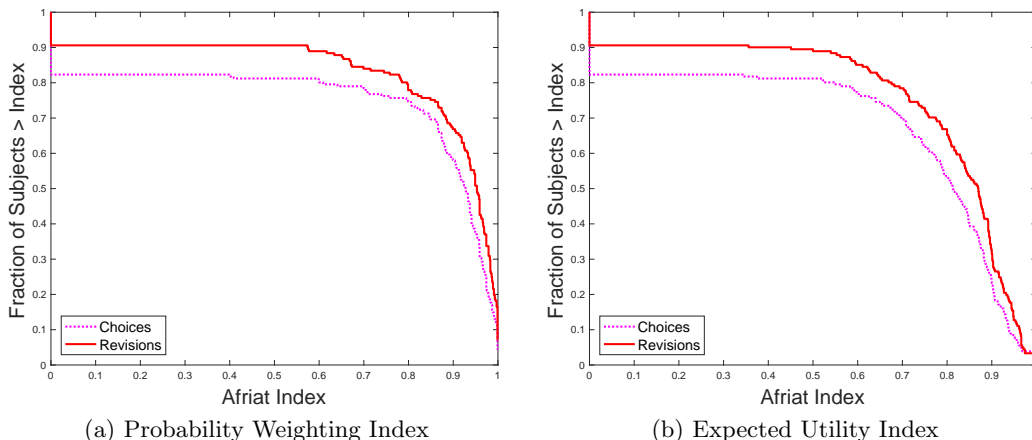 Fraction of Subjects > Index
1
0.9
0.8
0.7
0.6
0.5
0.4
0.3
0.2
0.1
0
Choices
Revisions
0 0.1 0.2 0.3 0.4 0.5 0.6 0.7 0.8 0.9 1
Afriat Index
(a) Probability Weighting Index
Fraction of Subjects > Index
1
0.9
0.8
0.7
0.6
0.5
0.4
0.3
0.2
0.1
0
Choices
Revisions
0 0.1 0.2 0.3 0.4 0.5 0.6 0.7 0.8 0.9
Afriat Index
(b) Expected Utility Index